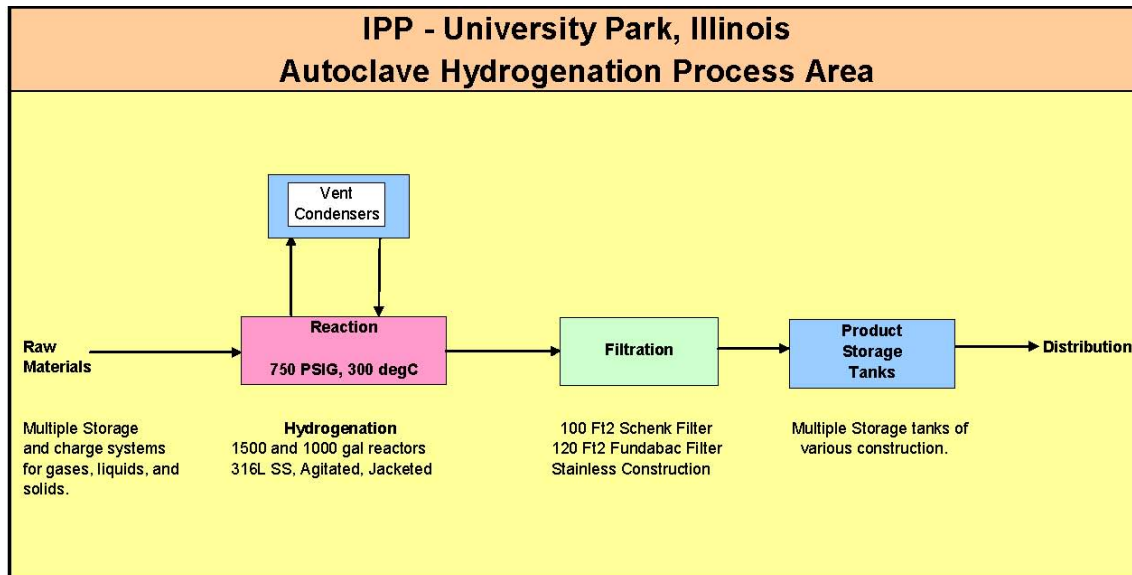 IPP - University Park, Illinois
Autoclave Hydrogenation Process Area
Vent
Condensers
Raw
Materials
Reaction
750 PSIG, 300 degC
Filtration
Product
Storage
Tanks
Distribution
Multiple Storage
and charge systems
for gases, liquids, and
solids.
Hydrogenation
1500 and 1000 gal reactors
316L SS, Agitated, Jacketed
100 Ft2 Schenk Filter
120 Ft2 Fundabac Filter
Stainless Construction
Multiple Storage tanks of
various construction.